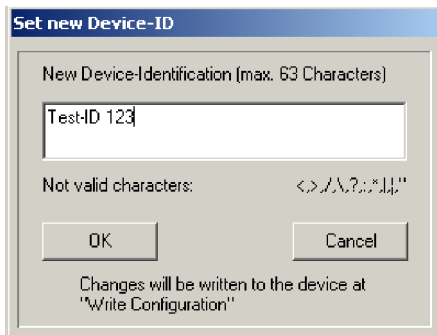 Set new Device-ID
New Device-Identification (max. 63 Characters)
Test-ID 123
Not valid characters: <,>,/,\,?,:,*,|,¦,"
OK Cancel
Changes will be written to the device at
"Write Configuration"